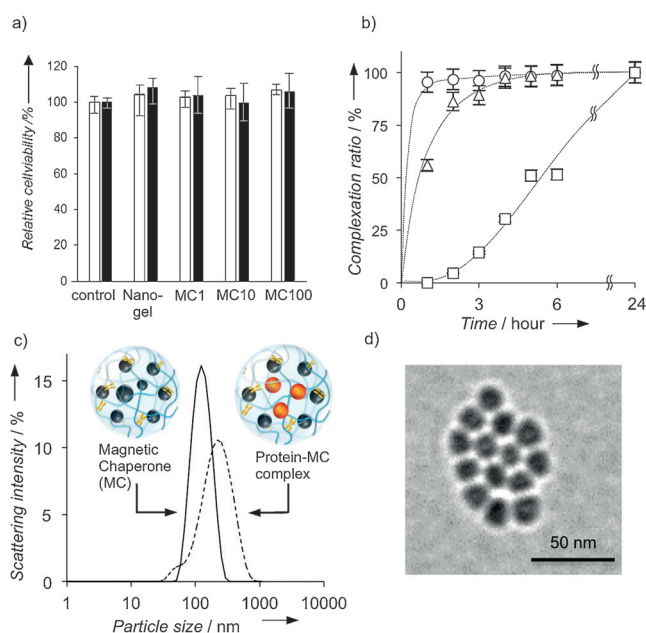 a)
Relative cellviability /%
120
100
80
60
40
20
0
control
Nano-
gel
MC1
MC10
MC100
b)
Complexation ratio / %
100
75
50
25
0
0
3
6
24
Time / hour
c)
Scattering intensity / %
15
10
5
0
Magnetic
Chaperone
(MC)
Protein-MC
complex
1
10
100
1000
10000
Particle size / nm
d)
50 nm